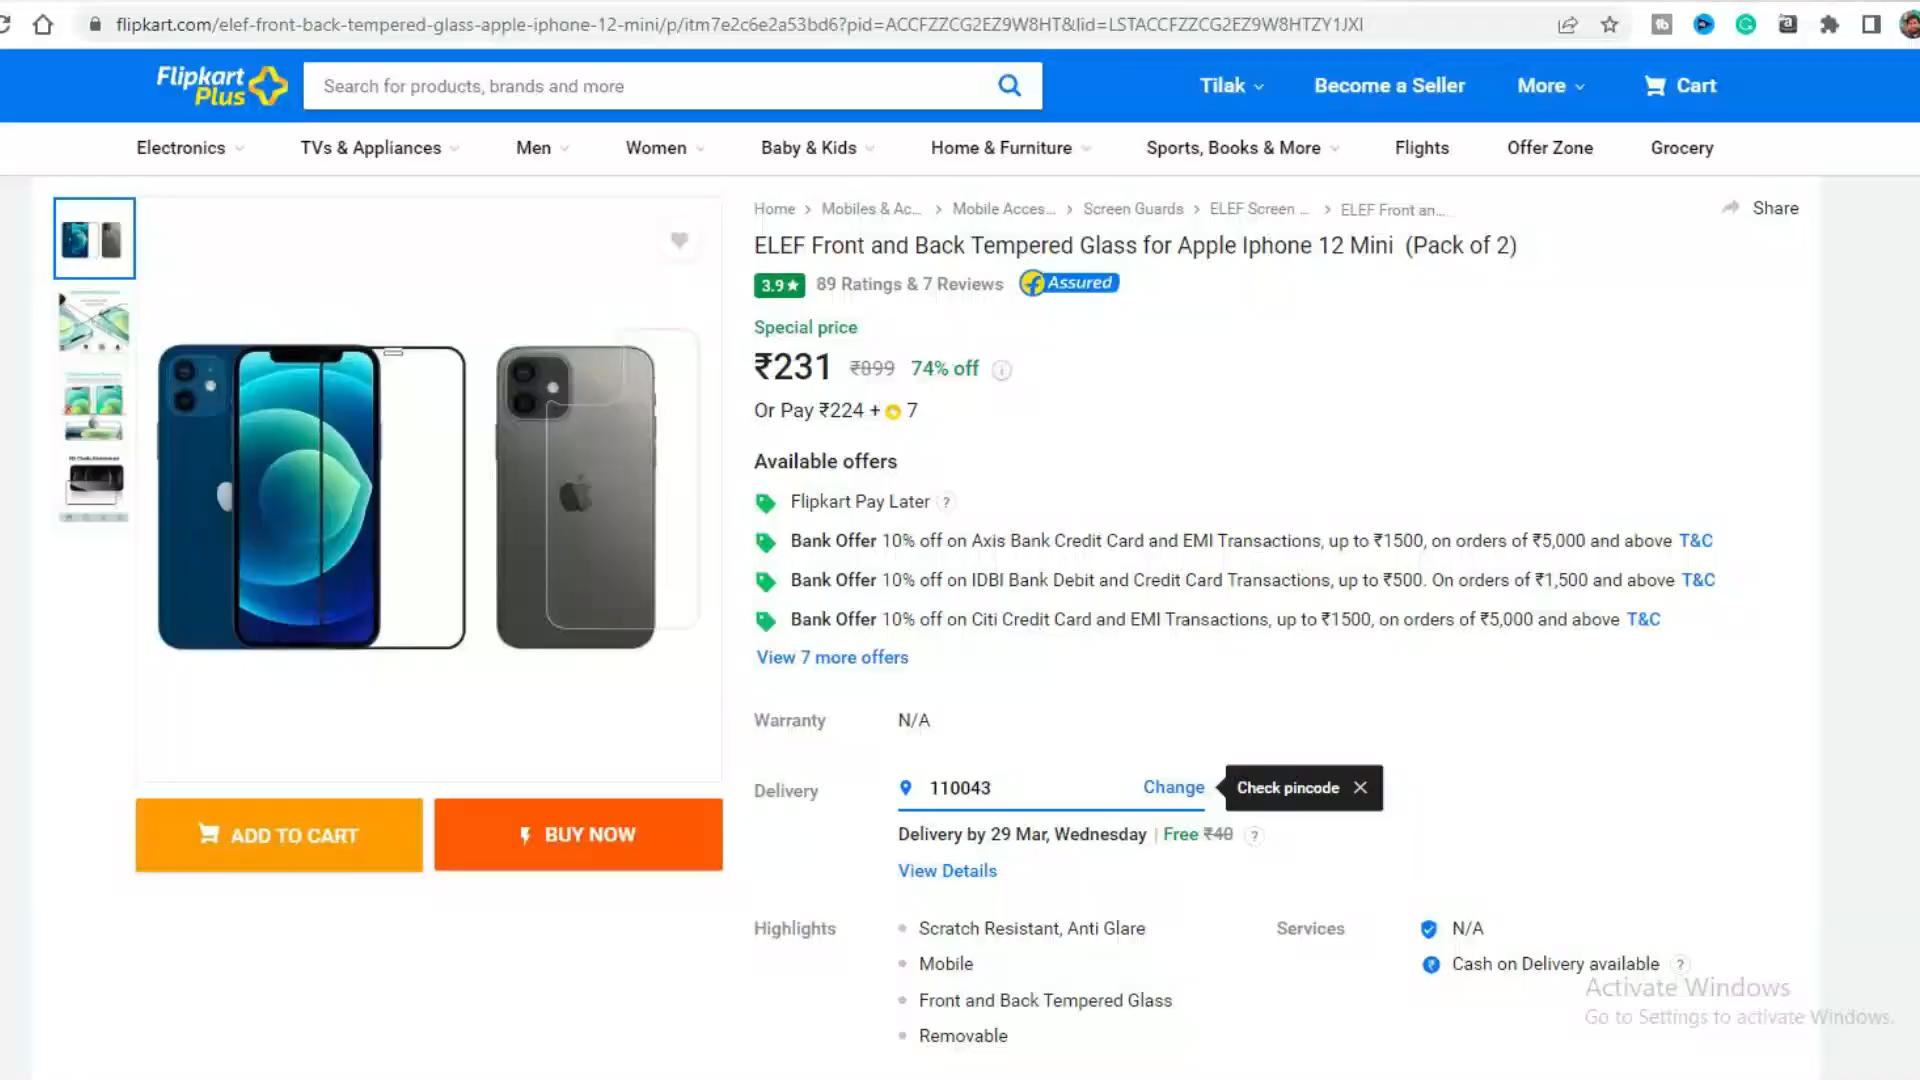 flipkart.com/elef-front-back-tempered-glass-apple-iphone-12-mini/p/itm7e2c6e2a53bd6?pid=ACCFZZCG2EZ9W8HT&lid=LSTACCFZZCG2EZ9W8HTZY1JXI
Flipkart
Plus
Search for products, brands and more
Tilak
Become a Seller
More
Cart
Electronics
TVs & Appliances
Men
Women
Baby & Kids
Home & Furniture
Sports, Books & More
Flights
Offer Zone
Grocery
Home > Mobiles & Ac... > Mobile Acces... > Screen Guards > ELEF Screen ... > ELEF Front an...
Share
ELEF Front and Back Tempered Glass for Apple Iphone 12 Mini (Pack of 2)
3.9★ 89 Ratings & 7 Reviews Assured
Special price
₹231 ₹899 74% off
Or Pay ₹224 + 7
Available offers
Flipkart Pay Later ?
Bank Offer 10% off on Axis Bank Credit Card and EMI Transactions, up to ₹1500, on orders of ₹5,000 and above T&C
Bank Offer 10% off on IDBI Bank Debit and Credit Card Transactions, up to ₹500. On orders of ₹1,500 and above T&C
Bank Offer 10% off on Citi Credit Card and EMI Transactions, up to ₹1500, on orders of ₹5,000 and above T&C
View 7 more offers
Warranty N/A
Delivery 110043 Change Check pincode
Delivery by 29 Mar, Wednesday | Free ₹40 ?
View Details
ADD TO CART
BUY NOW
Highlights
Scratch Resistant, Anti Glare
Mobile
Front and Back Tempered Glass
Removable
Services
N/A
Cash on Delivery available ?
Activate Windows
Go to Settings to activate Windows.